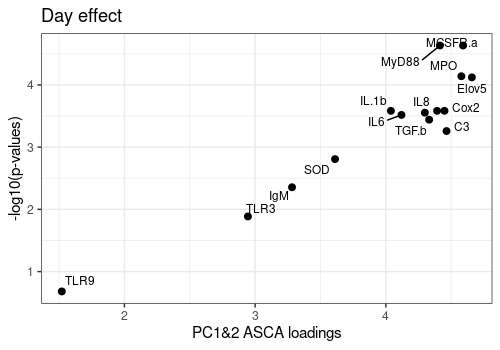 Day effect
MCSFR.a
MyD88
MPO
Elov5
IL.1b
IL8
Cox2
IL6
TGF.b
C3
SOD
IgM
TLR3
TLR9
-log10(p-values)
4
3
2
1
2
3
4
PC1&2 ASCA loadings